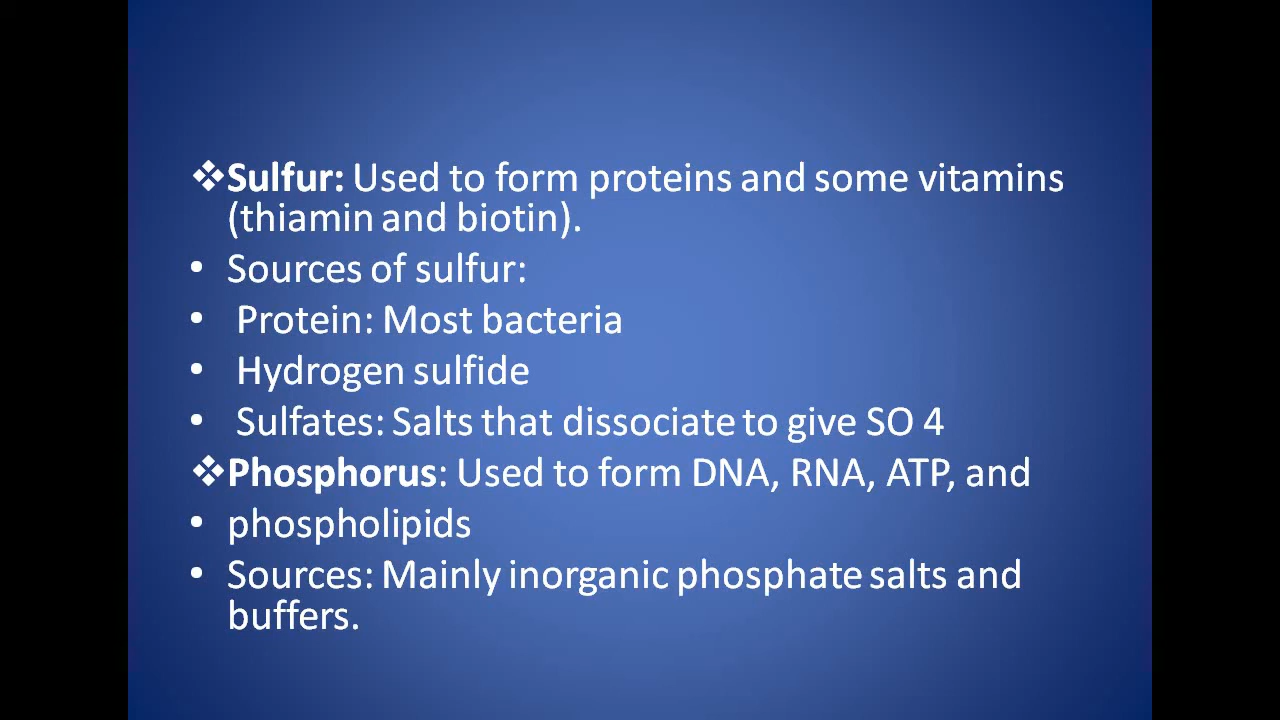 ❖Sulfur: Used to form proteins and some vitamins
(thiamin and biotin).
• Sources of sulfur:
• Protein: Most bacteria
• Hydrogen sulfide
• Sulfates: Salts that dissociate to give SO 4
❖Phosphorus: Used to form DNA, RNA, ATP, and
• phospholipids
• Sources: Mainly inorganic phosphate salts and
buffers.